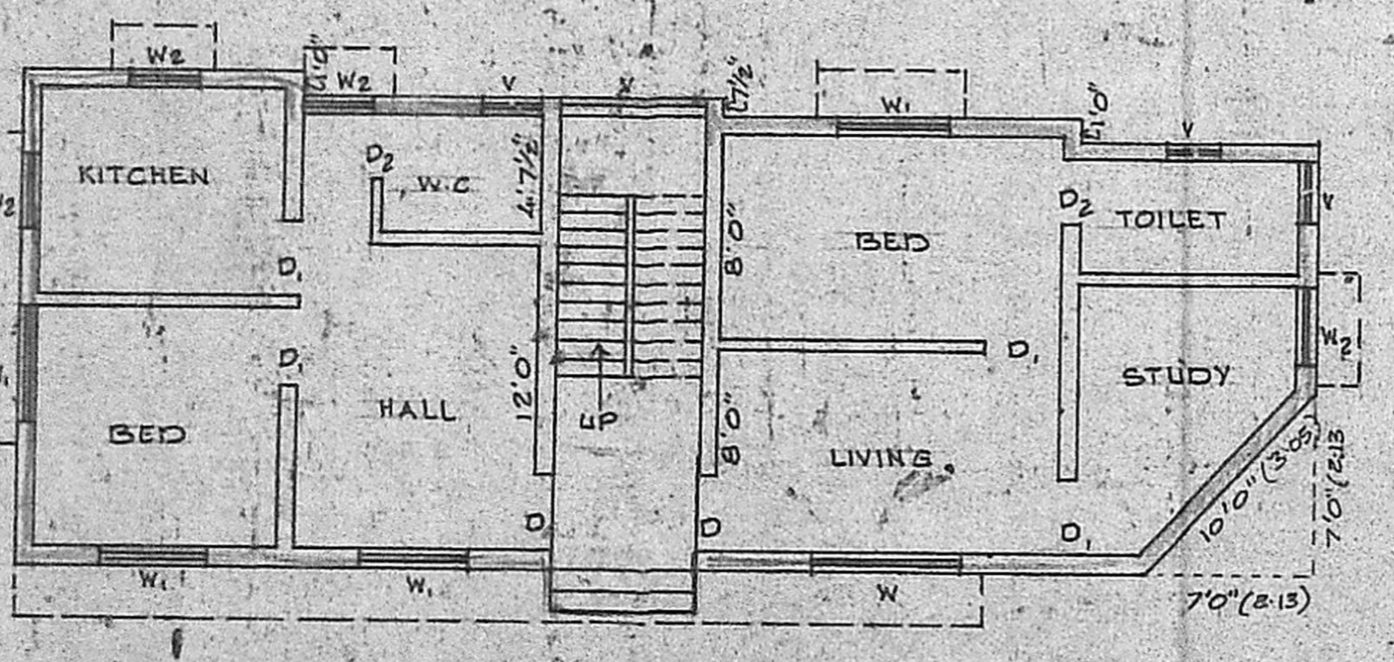 W2
4'0"
W2
V
V
1'7½"
W1
4'0"
V
KITCHEN
D2
W.C
4'7½"
8'0"
BED
D2
TOILET
V
D1
D1
BED
HALL
12'0"
UP
8'0"
D1
LIVING
STUDY
W2
10'0" (3.05)
7'0" (2.13
D
D
D1
W1
W1
W
7'0" (2.13)